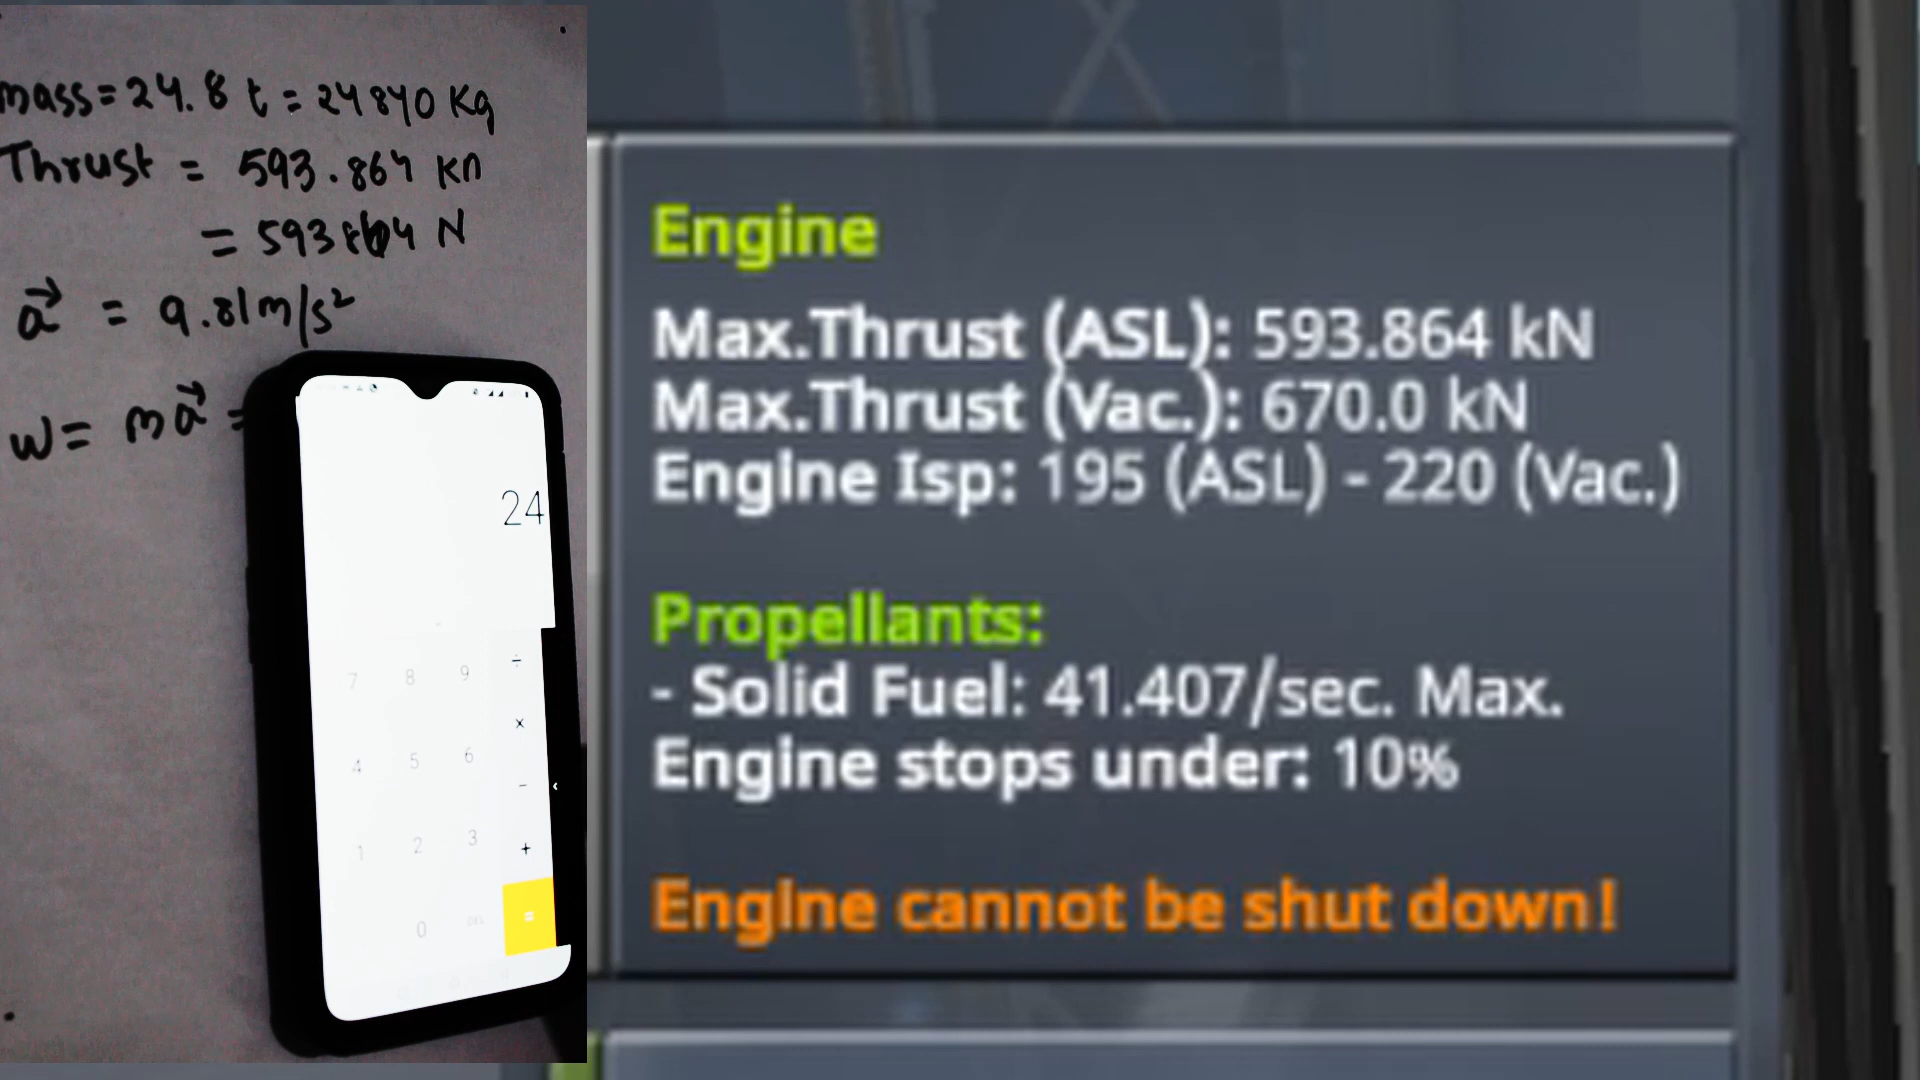 mass = 24.8 t = 24840 Kg
Thrust = 593.864 kn
= 593864 N
a⃗ = 9.81m/s²
w = ma⃗ =
24
7 8 9 ÷
4 5 6 ×
−
1 2 3 +
0 DEL =
Engine
Max.Thrust (ASL): 593.864 kN
Max.Thrust (Vac.): 670.0 kN
Engine Isp: 195 (ASL) - 220 (Vac.)
Propellants:
- Solid Fuel: 41.407/sec. Max.
Engine stops under: 10%
Engine cannot be shut down!